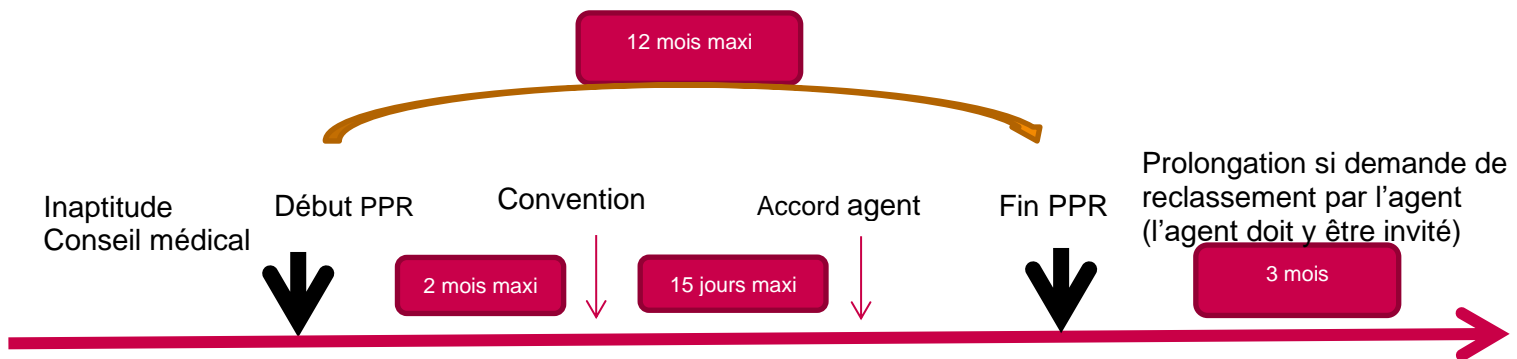 12 mois maxi
Inaptitude
Conseil médical
Début PPR
Convention
Accord agent
Fin PPR
Prolongation si demande de
reclassement par l’agent
(l’agent doit y être invité)
2 mois maxi
15 jours maxi
3 mois